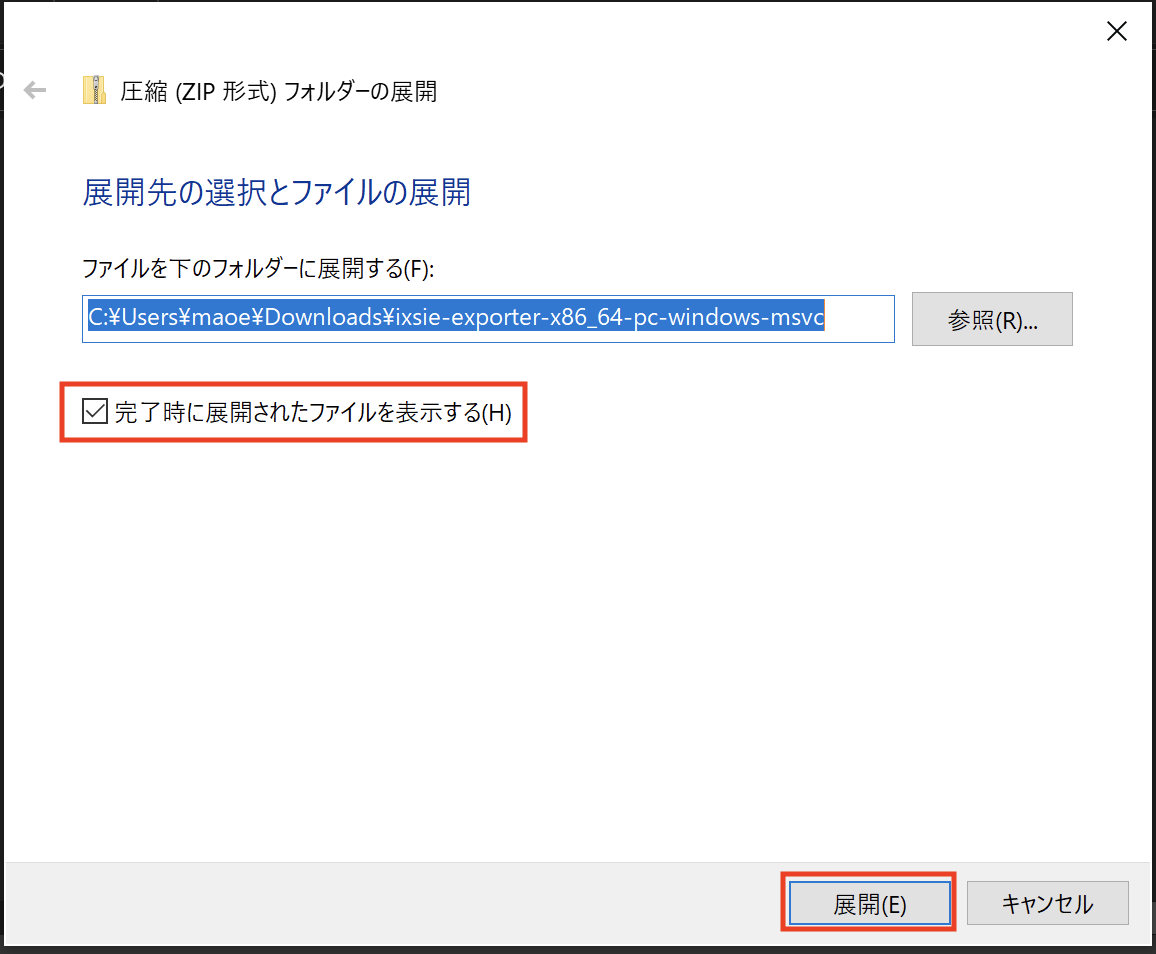 圧縮 (ZIP 形式) フォルダーの展開
展開先の選択とファイルの展開
ファイルを下のフォルダーに展開する(F):
C:¥Users¥maoe¥Downloads¥ixsie-exporter-x86_64-pc-windows-msvc
参照(R)...
完了時に展開されたファイルを表示する(H)
展開(E)
キャンセル